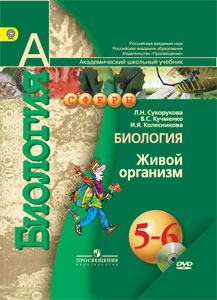 Российская академия наук
Российская академия образования
Издательство «Просвещение»
Академический школьный учебник
А
БИОЛОГИЯ
СФЕРЫ
Л.Н. Сухорукова
В.С. Кучменко
И.Я. Колесникова
БИОЛОГИЯ
Живой
организм
5-6
DVD
ПРОСВЕЩЕНИЕ
ИЗДАТЕЛЬСТВО